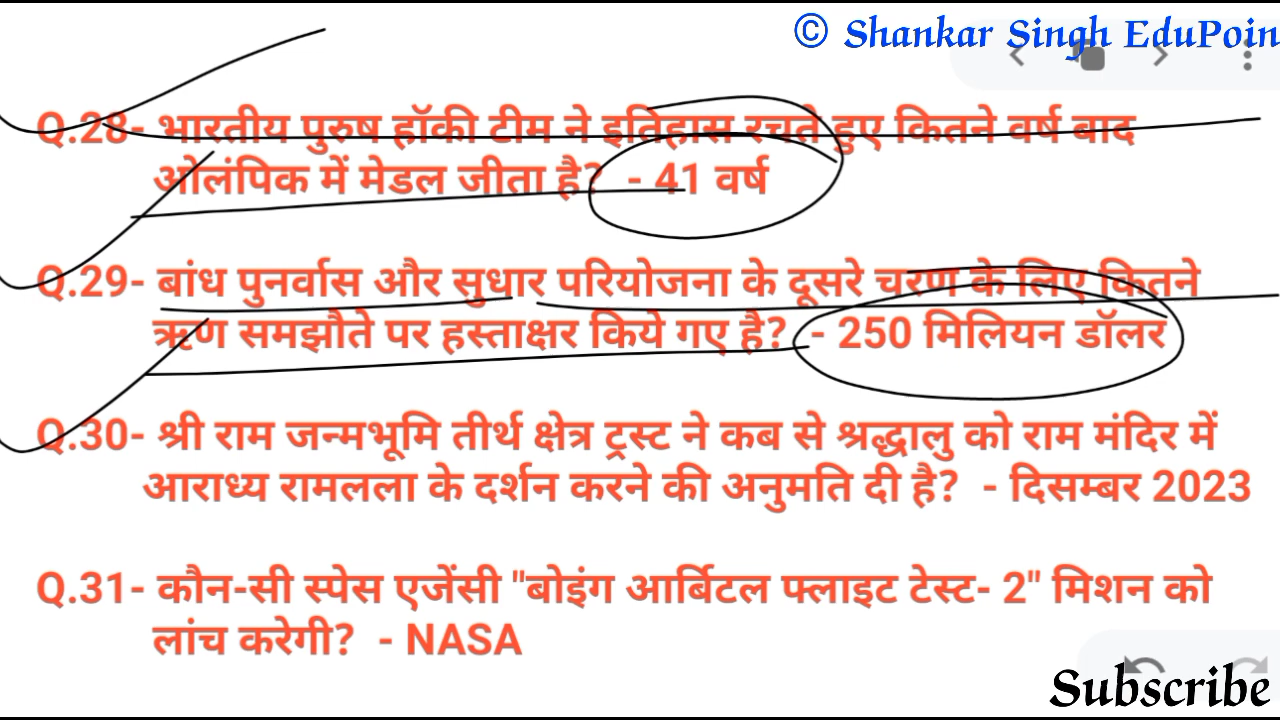 © Shankar Singh EduPoin
Q.28- भारतीय पुरुष हॉकी टीम ने इतिहास रचते हुए कितने वर्ष बाद
ओलंपिक में मेडल जीता है? - 41 वर्ष
Q.29- बांध पुनर्वास और सुधार परियोजना के दूसरे चरण के लिए कितने
ऋण समझौते पर हस्ताक्षर किये गए है? - 250 मिलियन डॉलर
Q.30- श्री राम जन्मभूमि तीर्थ क्षेत्र ट्रस्ट ने कब से श्रद्धालु को राम मंदिर में
आराध्य रामलला के दर्शन करने की अनुमति दी है? - दिसम्बर 2023
Q.31- कौन-सी स्पेस एजेंसी "बोइंग आर्बिटल फ्लाइट टेस्ट- 2" मिशन को
लांच करेगी? - NASA
Subscribe